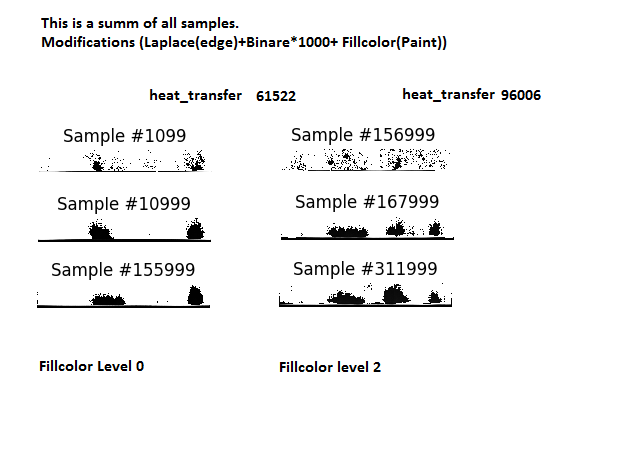 This is a summ of all samples.
Modifications (Laplace(edge)+Binare*1000+ Fillcolor(Paint))
heat_transfer 61522
heat_transfer 96006
Sample #1099
Sample #156999
Sample #10999
Sample #167999
Sample #155999
Sample #311999
Fillcolor Level 0
Fillcolor level 2